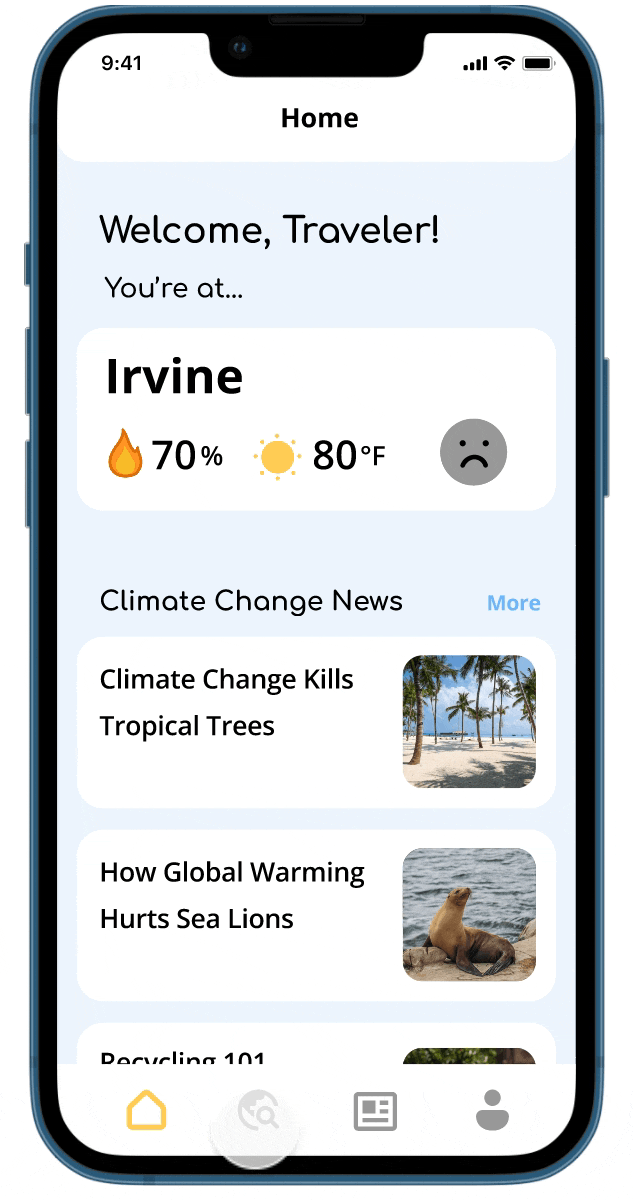 9:41
Home
Welcome, Traveler!
You’re at...
Irvine
70% 80°F
Climate Change News More
Climate Change Kills
Tropical Trees
How Global Warming
Hurts Sea Lions
Recycling 101